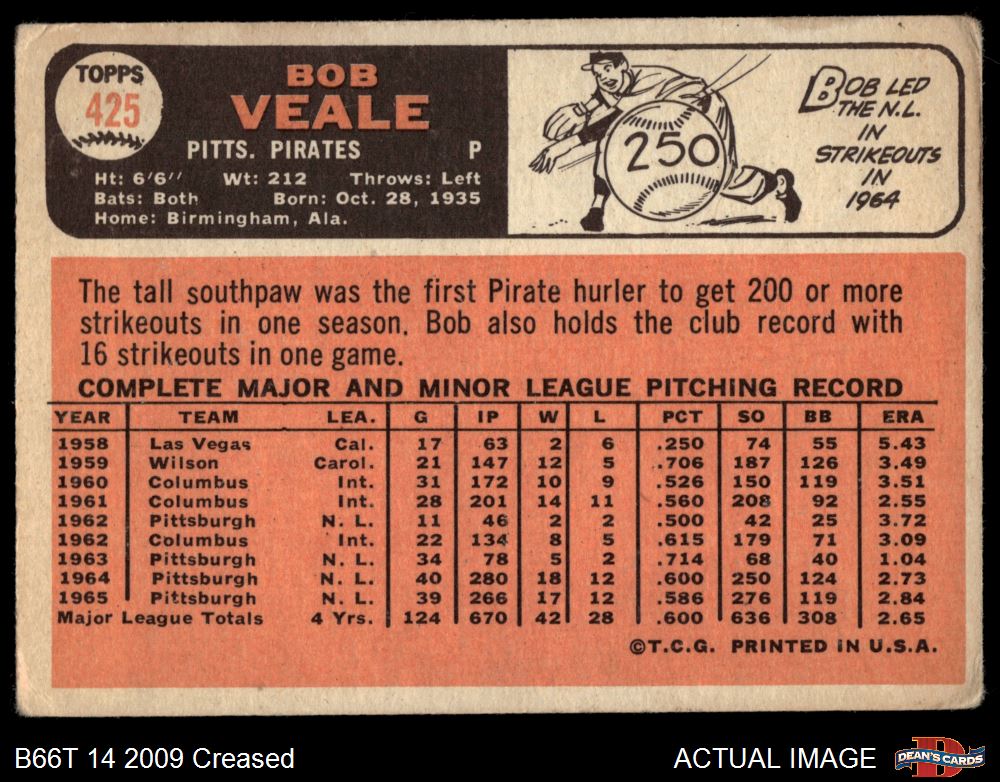 TOPPS
425
BOB
VEALE
PITTS. PIRATES P
Ht: 6'6" Wt: 212 Throws: Left
Bats: Both Born: Oct. 28, 1935
Home: Birmingham, Ala.
250
BOB LED
THE N.L.
IN
STRIKEOUTS
IN
1964
The tall southpaw was the first Pirate hurler to get 200 or more
strikeouts in one season. Bob also holds the club record with
16 strikeouts in one game.
COMPLETE MAJOR AND MINOR LEAGUE PITCHING RECORD
YEAR TEAM LEA. G IP W L PCT SO BB ERA
1958 Las Vegas Cal. 17 63 2 6 .250 74 55 5.43
1959 Wilson Carol. 21 147 12 5 .706 187 126 3.49
1960 Columbus Int. 31 172 10 9 .526 150 119 3.51
1961 Columbus Int. 28 201 14 11 .560 208 92 2.55
1962 Pittsburgh N. L. 11 46 2 2 .500 42 25 3.72
1962 Columbus Int. 22 134 8 5 .615 179 71 3.09
1963 Pittsburgh N. L. 34 78 5 2 .714 68 40 1.04
1964 Pittsburgh N. L. 40 280 18 12 .600 250 124 2.73
1965 Pittsburgh N. L. 39 266 17 12 .586 276 119 2.84
Major League Totals 4 Yrs. 124 670 42 28 .600 636 308 2.65
©T.C.G. PRINTED IN U.S.A.
B66T 14 2009 Creased
ACTUAL IMAGE
D
DEAN'S CARDS